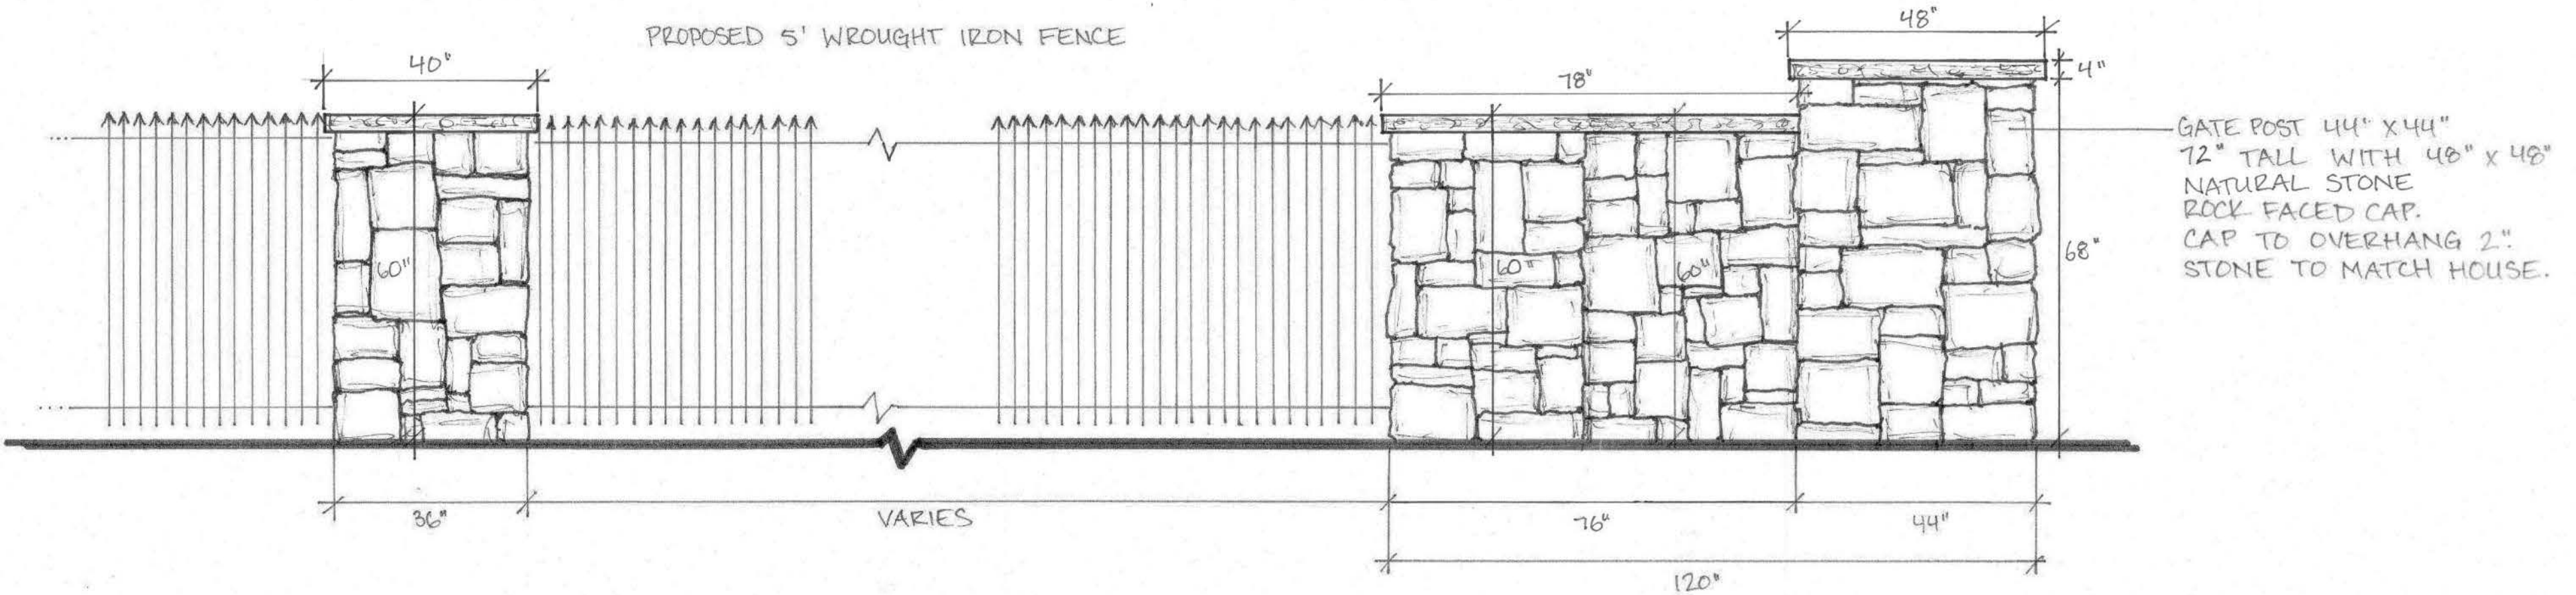 PROPOSED 5' WROUGHT IRON FENCE
48"
40"
4"
78"
GATE POST 44" X 44"
72" TALL WITH 48" X 48"
NATURAL STONE
ROCK FACED CAP.
CAP TO OVERHANG 2".
STONE TO MATCH HOUSE.
68"
60"
60"
60"
36"
VARIES
76"
44"
120"